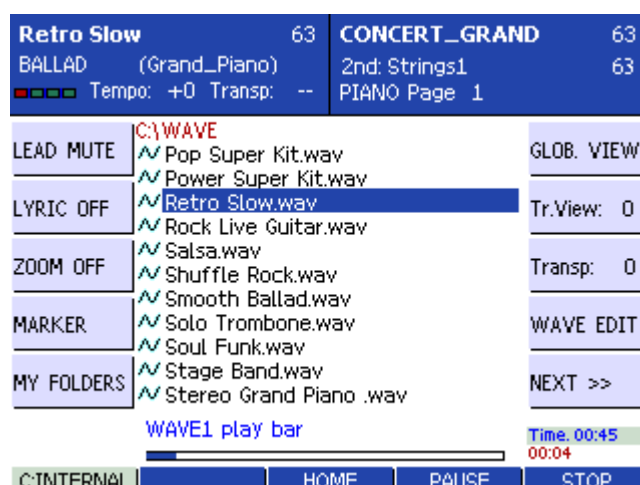 Retro Slow 63
BALLAD (Grand_Piano)
Tempo: +0 Transp: --
CONCERT_GRAND 63
2nd: Strings1 63
PIANO Page 1
LEAD MUTE
LYRIC OFF
ZOOM OFF
MARKER
MY FOLDERS
C:\WAVE
Pop Super Kit.wav
Power Super Kit.wav
Retro Slow.wav
Rock Live Guitar.wav
Salsa.wav
Shuffle Rock.wav
Smooth Ballad.wav
Solo Trombone.wav
Soul Funk.wav
Stage Band.wav
Stereo Grand Piano .wav
GLOB. VIEW
Tr.View: 0
Transp: 0
WAVE EDIT
NEXT >>
WAVE1 play bar
Time. 00:45
00:04
C:INTERNAL HOME PAUSE STOP